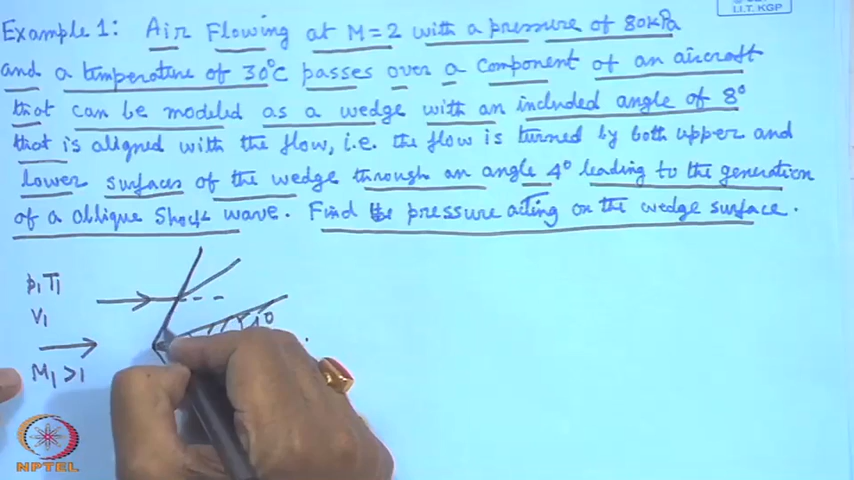 I.I.T. KGP
Example 1: Air Flowing at M=2 with a pressure of 80kPa
and a temperature of 30°C passes over a component of an aircraft
that can be modeled as a wedge with an included angle of 8°
that is aligned with the flow, i.e. the flow is turned by both upper and
lower surfaces of the wedge through an angle 4° leading to the generation
of a oblique shock wave. Find the pressure acting on the wedge surface.
p₁ T₁
V₁
M₁ >1
NPTEL